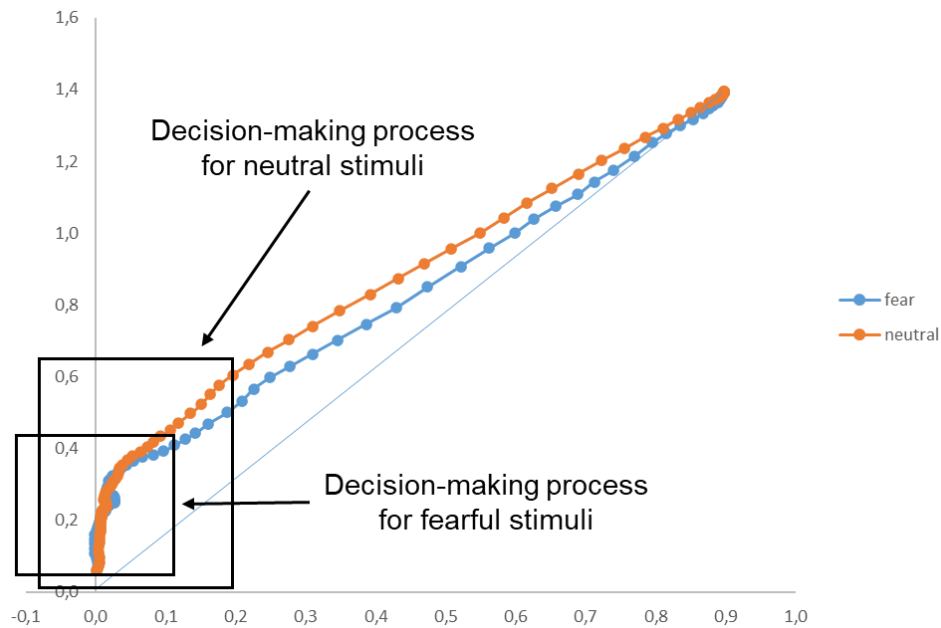 1,6
1,4
Decision-making process
for neutral stimuli
1,2
1,0
0,8
fear
neutral
0,6
0,4
Decision-making process
for fearful stimuli
0,2
0,0
-0,1 0,0 0,1 0,2 0,3 0,4 0,5 0,6 0,7 0,8 0,9 1,0